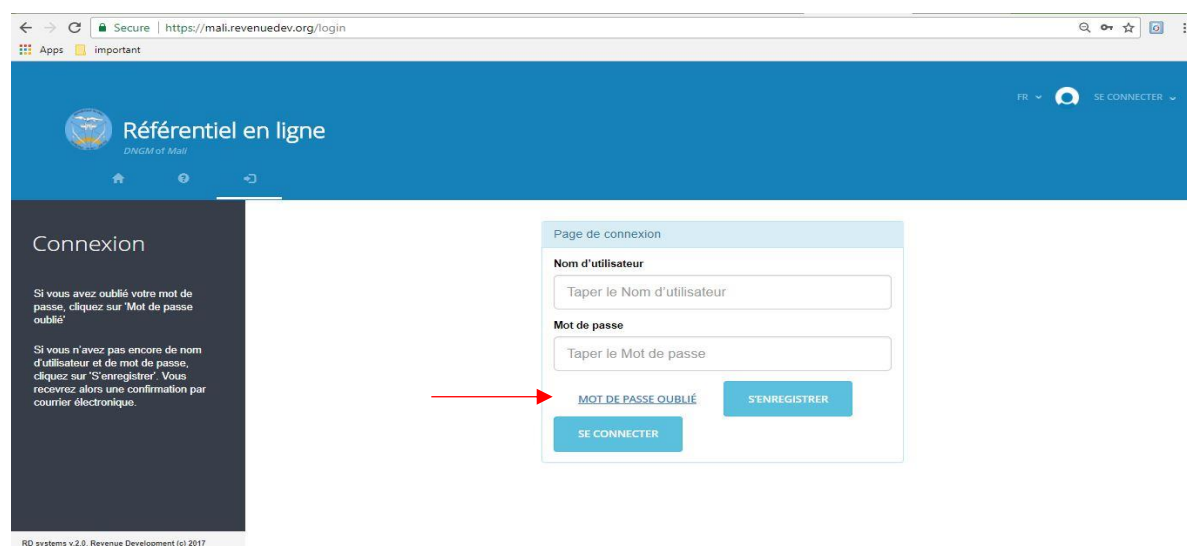 Secure | https://mali.revenuedev.org/login
Apps important
FR SE CONNECTER
Référentiel en ligne
DNGM of Mali
Connexion
Si vous avez oublié votre mot de
passe, cliquez sur 'Mot de passe
oublié'
Si vous n'avez pas encore de nom
d'utilisateur et de mot de passe,
cliquez sur 'S'enregistrer'. Vous
recevrez alors une confirmation par
courrier électronique.
Page de connexion
Nom d'utilisateur
Taper le Nom d'utilisateur
Mot de passe
Taper le Mot de passe
MOT DE PASSE OUBLIÉ S'ENREGISTRER
SE CONNECTER
RD systems v.2.0. Revenue Development (c) 2017